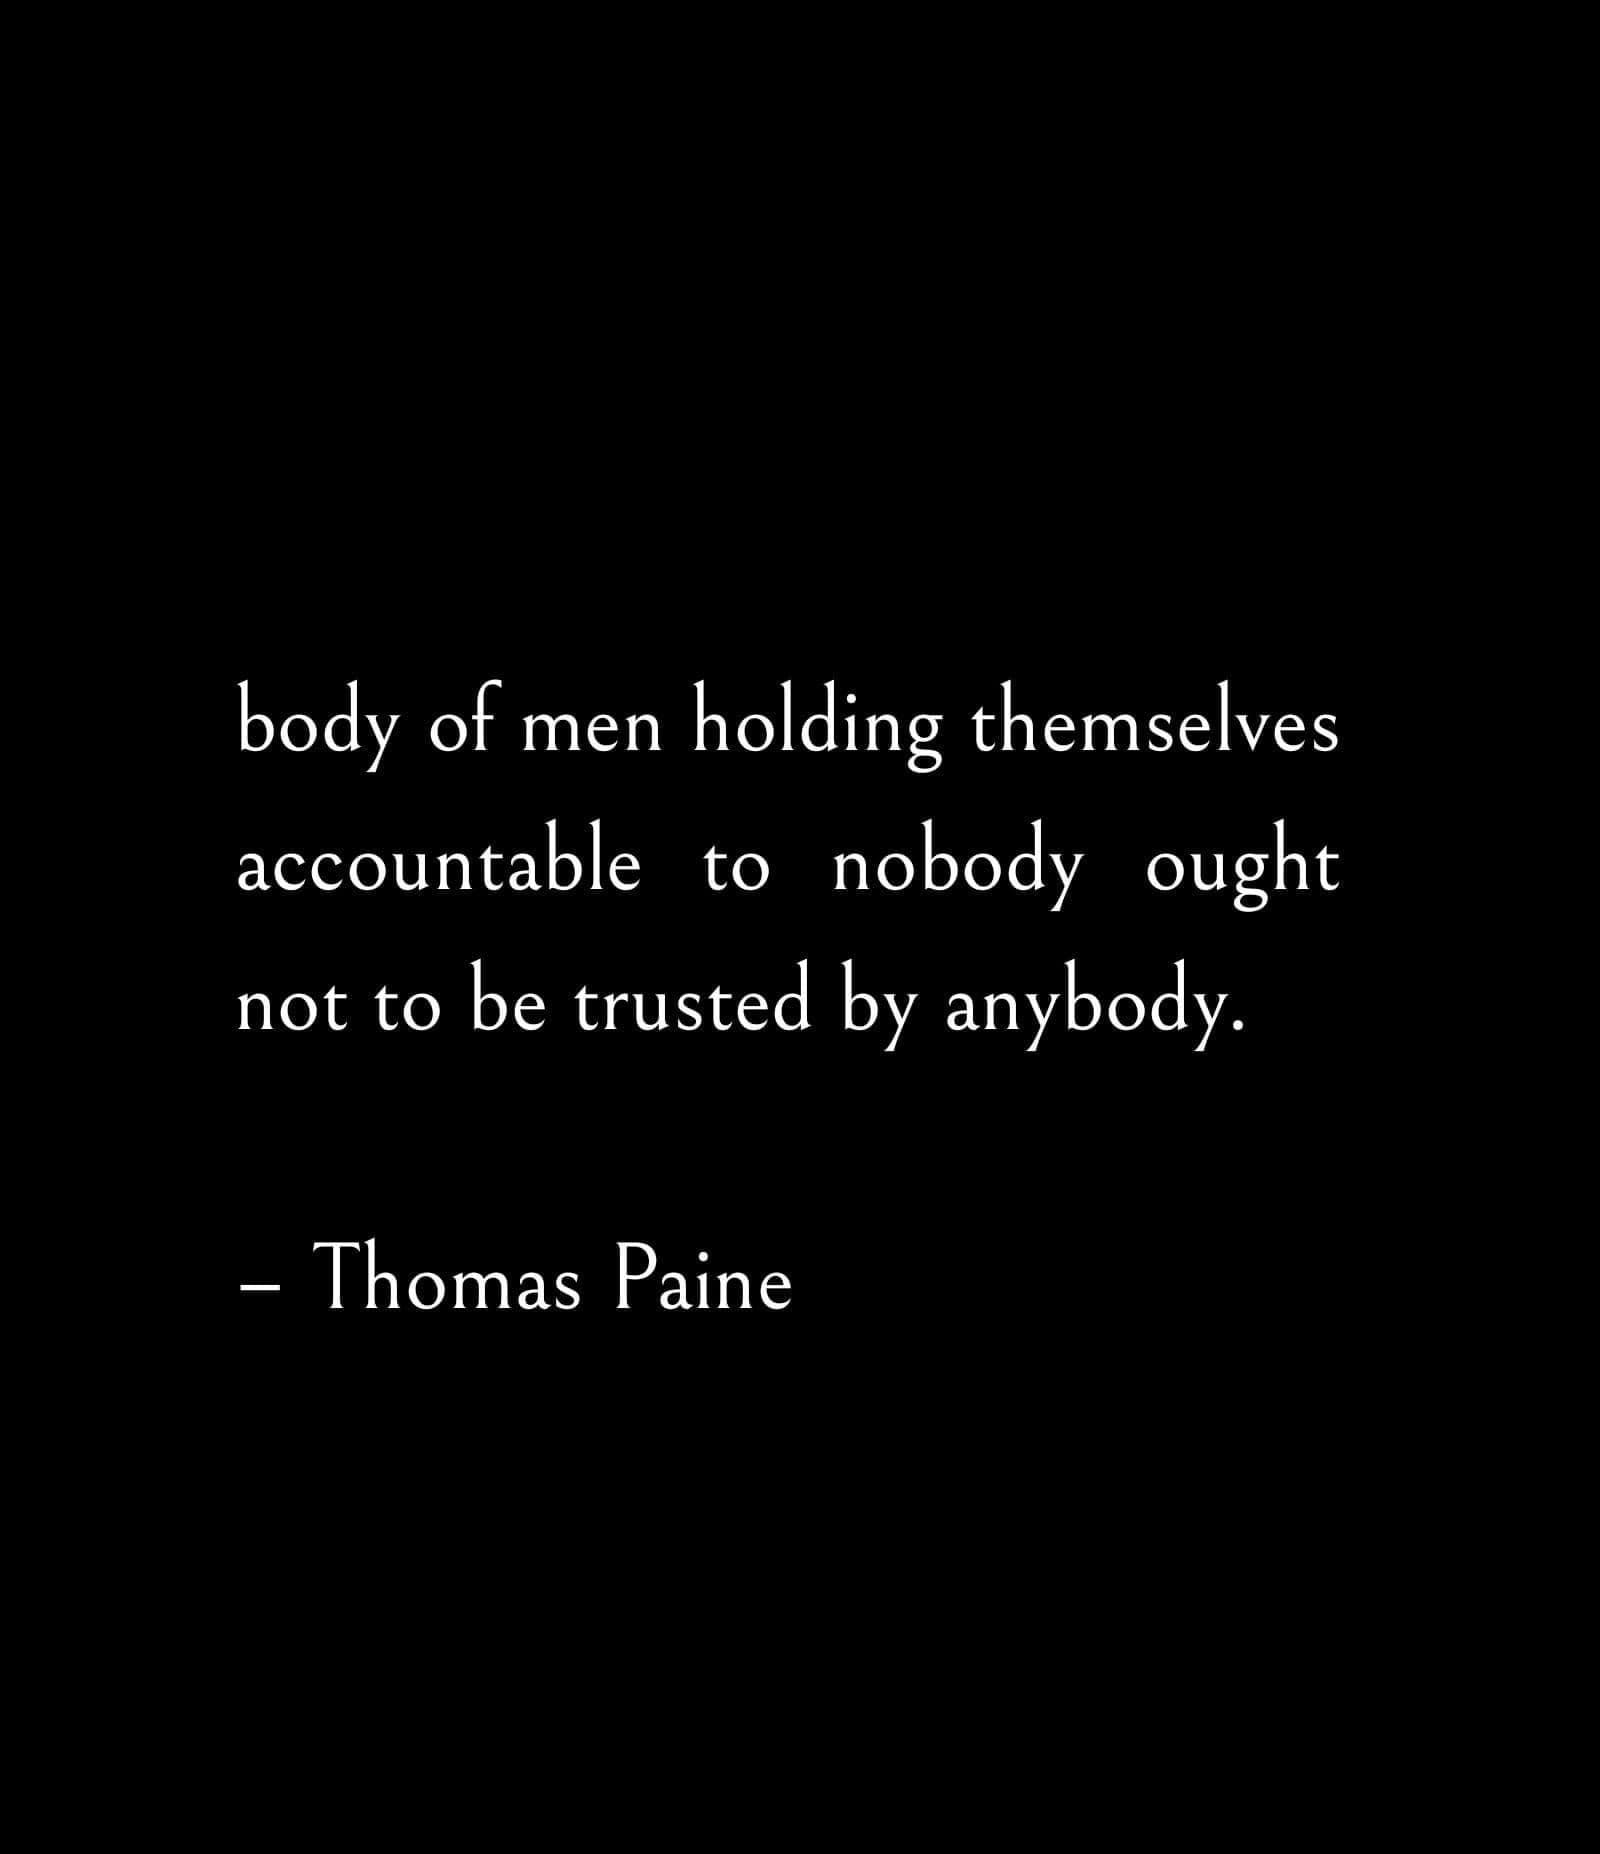 body of men holding themselves
accountable to nobody ought
not to be trusted by anybody.
– Thomas Paine